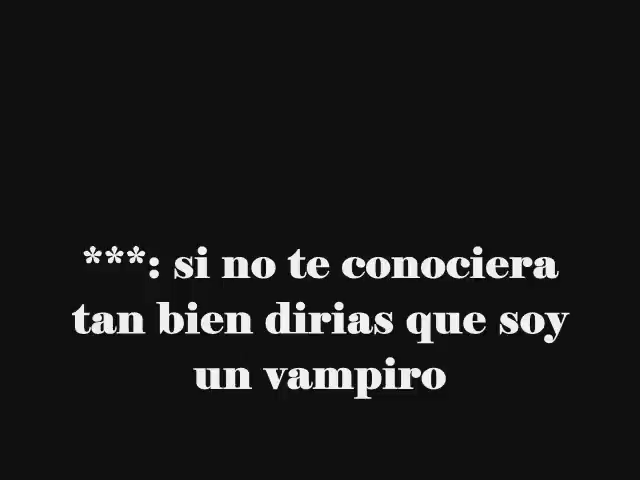 ***: si no te conociera
tan bien dirias que soy
un vampiro